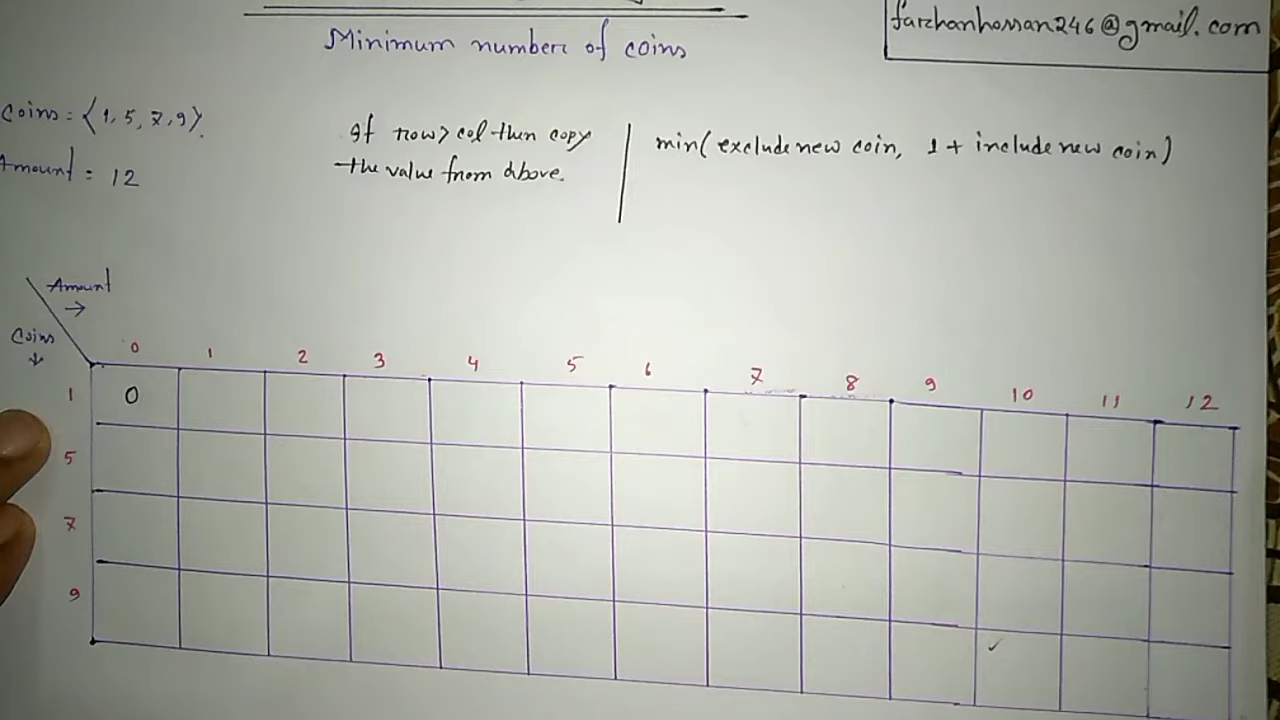 Minimum number of coins
farzhanhossan246@gmail.com
Coins = {1, 5, 7, 9}.
Amount = 12
If row > col then copy
the value from above.
min(exclude new coin, 1 + include new coin)
Amount
→
Coins
↓
0 1 2 3 4 5 6 7 8 9 10 11 12
1 0
5
7
9
✓